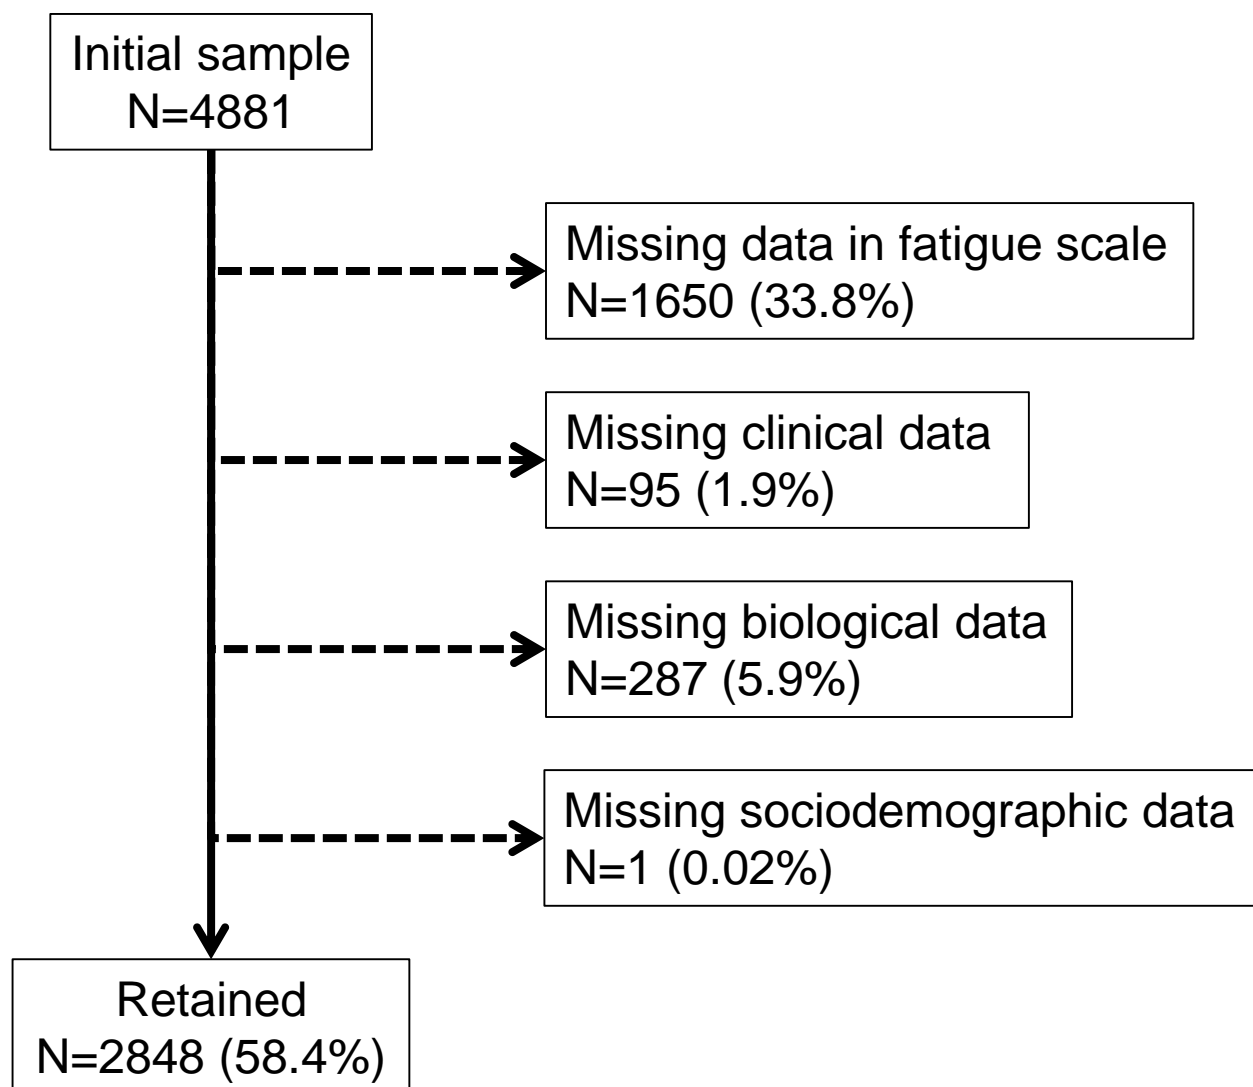 Initial sample
N=4881
Missing data in fatigue scale
N=1650 (33.8%)
Missing clinical data
N=95 (1.9%)
Missing biological data
N=287 (5.9%)
Missing sociodemographic data
N=1 (0.02%)
Retained
N=2848 (58.4%)